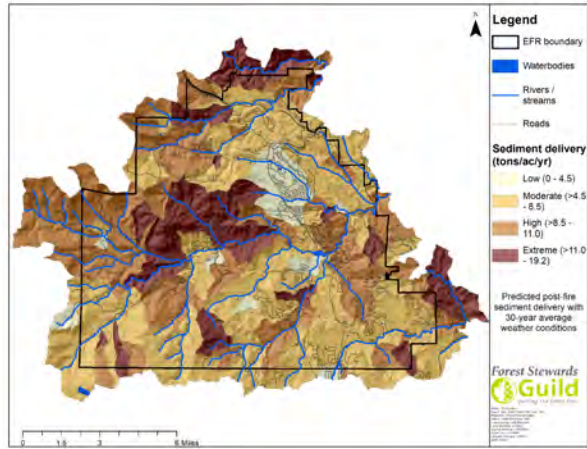 N
Legend
EFR boundary
Waterbodies
Rivers /
streams
Roads
Sediment delivery
(tons/ac/yr)
Low (0 - 4.5)
Moderate (>4.5
- 8.5)
High (>8.5 -
11.0)
Extreme (>11.0
- 19.2)
Predicted post-fire
sediment delivery with
30-year average
weather conditions
Forest Stewards
Guild
0 1.5 3 6 Miles